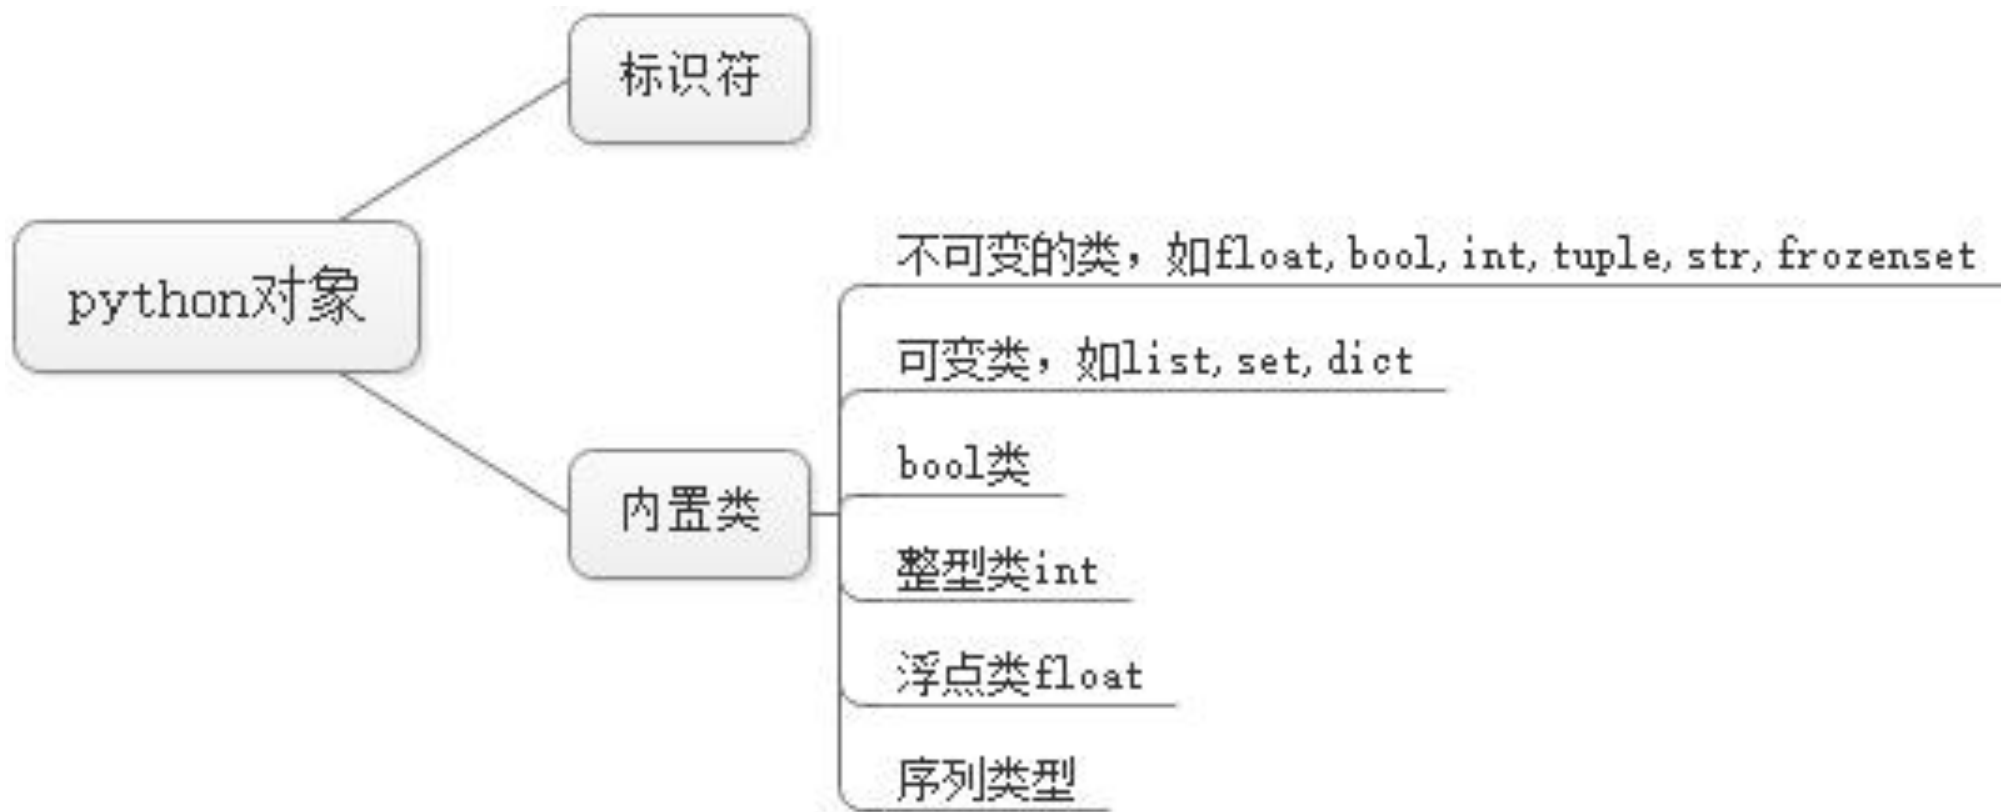 标识符
python对象
内置类
不可变的类，如float,bool,int,tuple,str,frozenset
可变类，如list,set,dict
bool类
整型类int
浮点类float
序列类型